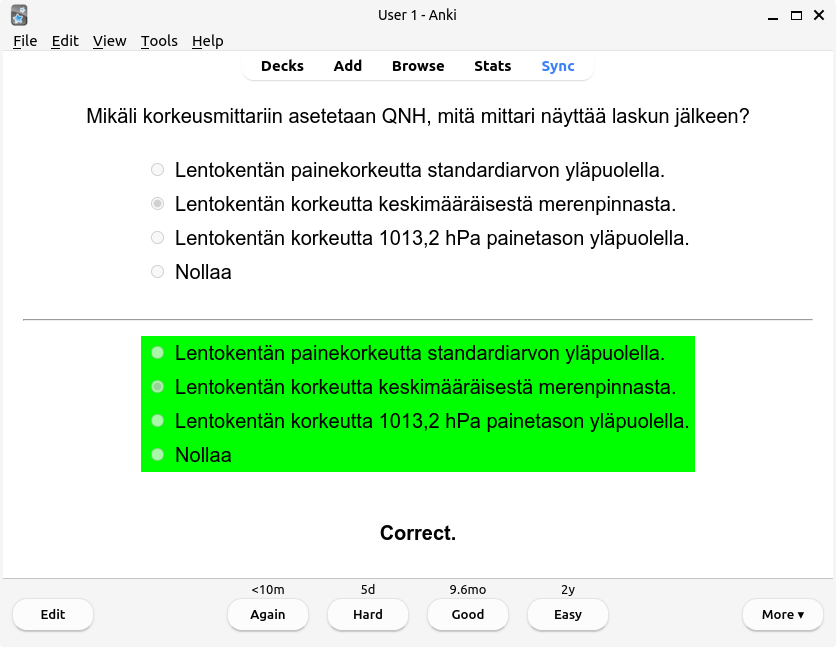 User 1 - Anki
File Edit View Tools Help
Decks Add Browse Stats Sync
Mikäli korkeusmittariin asetetaan QNH, mitä mittari näyttää laskun jälkeen?
Lentokentän painekorkeutta standardiarvon yläpuolella.
Lentokentän korkeutta keskimääräisestä merenpinnasta.
Lentokentän korkeutta 1013,2 hPa painetason yläpuolella.
Nollaa
Lentokentän painekorkeutta standardiarvon yläpuolella.
Lentokentän korkeutta keskimääräisestä merenpinnasta.
Lentokentän korkeutta 1013,2 hPa painetason yläpuolella.
Nollaa
Correct.
<10m 5d 9.6mo 2y
Edit Again Hard Good Easy More ▾